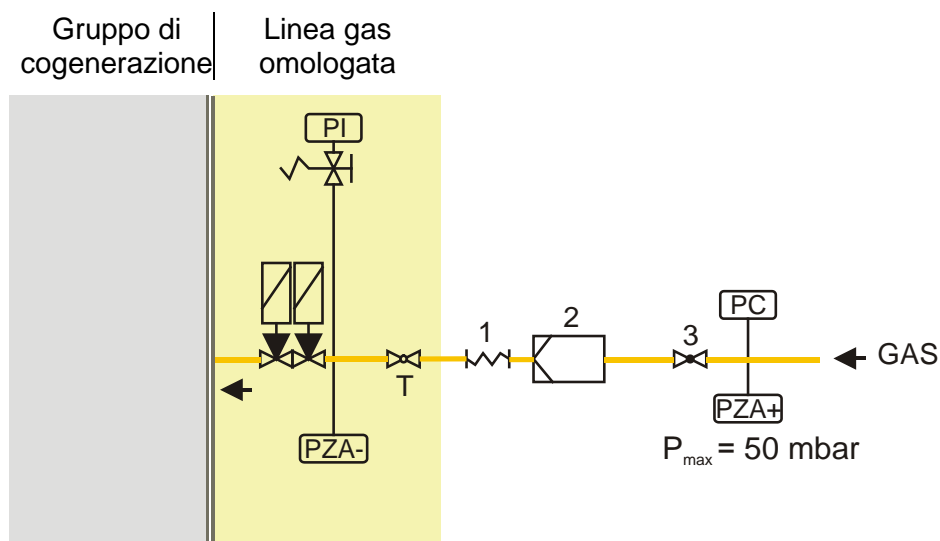 Gruppo di
cogenerazione
Linea gas
omologata
PI
1
2
3
T
PC
GAS
PZA-
PZA+
Pmax = 50 mbar